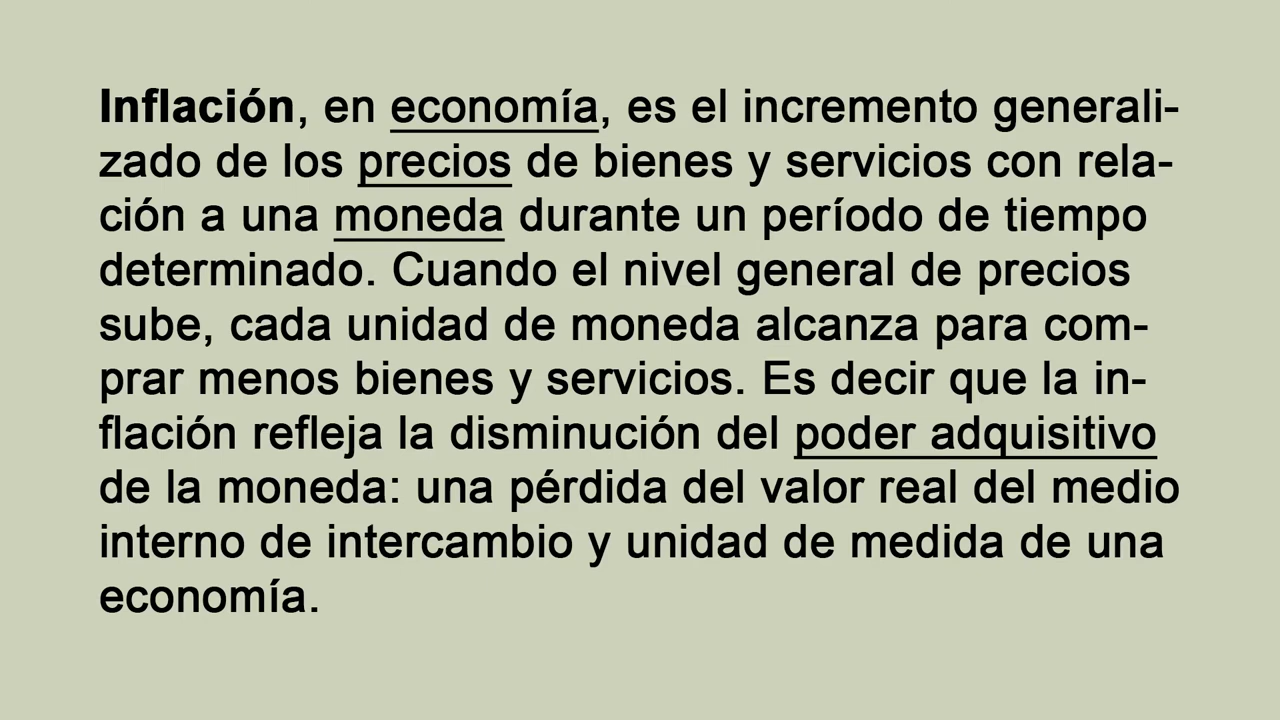 Inflación, en economía, es el incremento generali-
zado de los precios de bienes y servicios con rela-
ción a una moneda durante un período de tiempo
determinado. Cuando el nivel general de precios
sube, cada unidad de moneda alcanza para com-
prar menos bienes y servicios. Es decir que la in-
flación refleja la disminución del poder adquisitivo
de la moneda: una pérdida del valor real del medio
interno de intercambio y unidad de medida de una
economía.